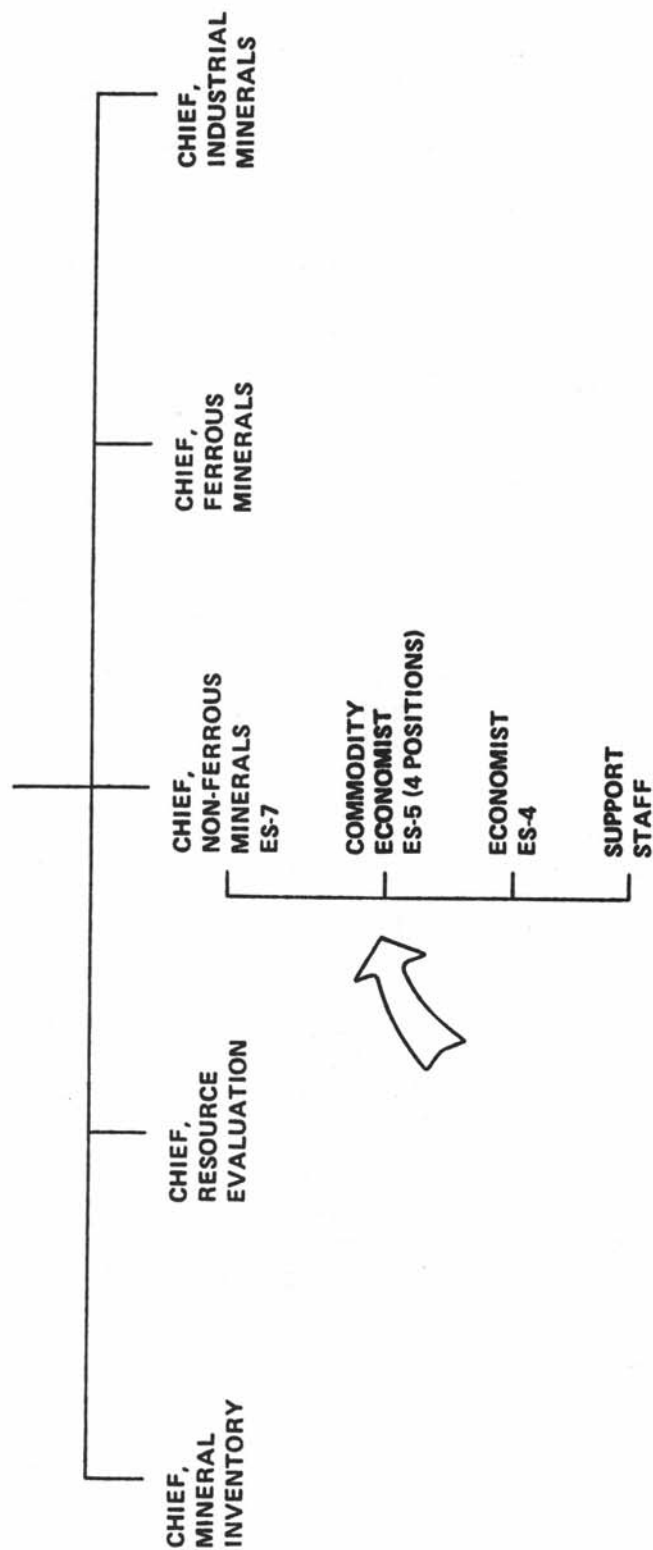 CHIEF,
MINERAL
INVENTORY
CHIEF,
RESOURCE
EVALUATION
CHIEF,
NON-FERROUS
MINERALS
ES-7
CHIEF,
FERROUS
MINERALS
CHIEF,
INDUSTRIAL
MINERALS
COMMODITY
ECONOMIST
ES-5 (4 POSITIONS)
ECONOMIST
ES-4
SUPPORT
STAFF